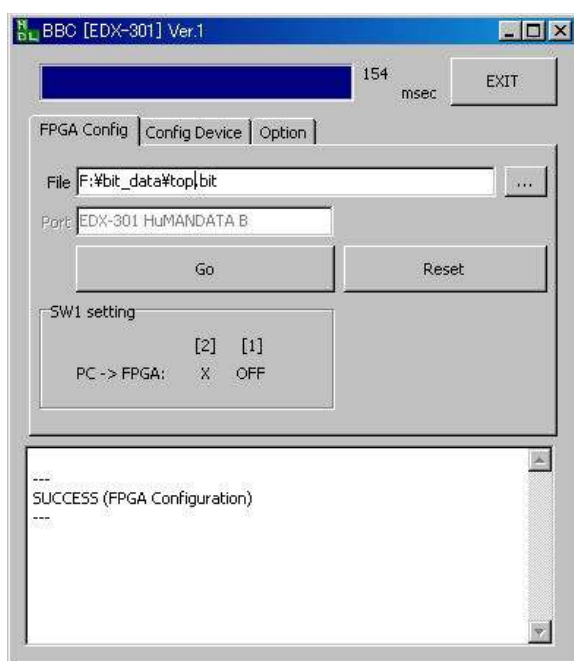 BBC [EDX-301] Ver.1
154
msec
EXIT
FPGA Config
Config Device
Option
File F:¥bit_data¥top.bit
...
Port EDX-301 HuMANDATA B
Go
Reset
SW1 setting
[2] [1]
PC -> FPGA: X OFF
---
SUCCESS (FPGA Configuration)
---